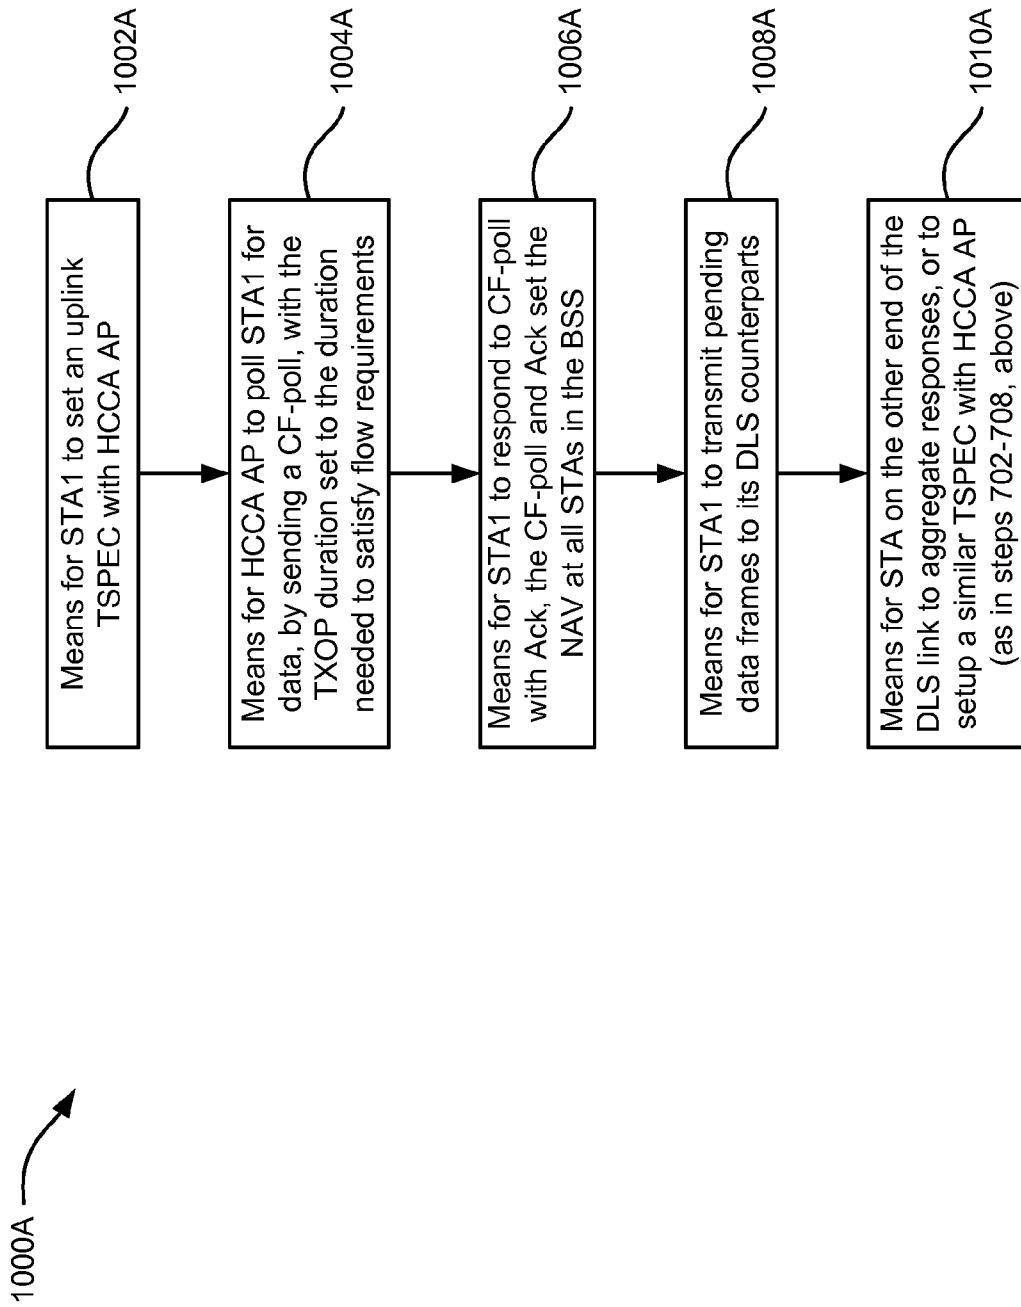 1000A
Means for STA1 to set an uplink
TSPEC with HCCA AP
1002A
Means for HCCA AP to poll STA1 for
data, by sending a CF-poll, with the
TXOP duration set to the duration
needed to satisfy flow requirements
1004A
Means for STA1 to respond to CF-poll
with Ack, the CF-poll and Ack set the
NAV at all STAs in the BSS
1006A
Means for STA1 to transmit pending
data frames to its DLS counterparts
1008A
Means for STA on the other end of the
DLS link to aggregate responses, or to
setup a similar TSPEC with HCCA AP
(as in steps 702-708, above)
1010A